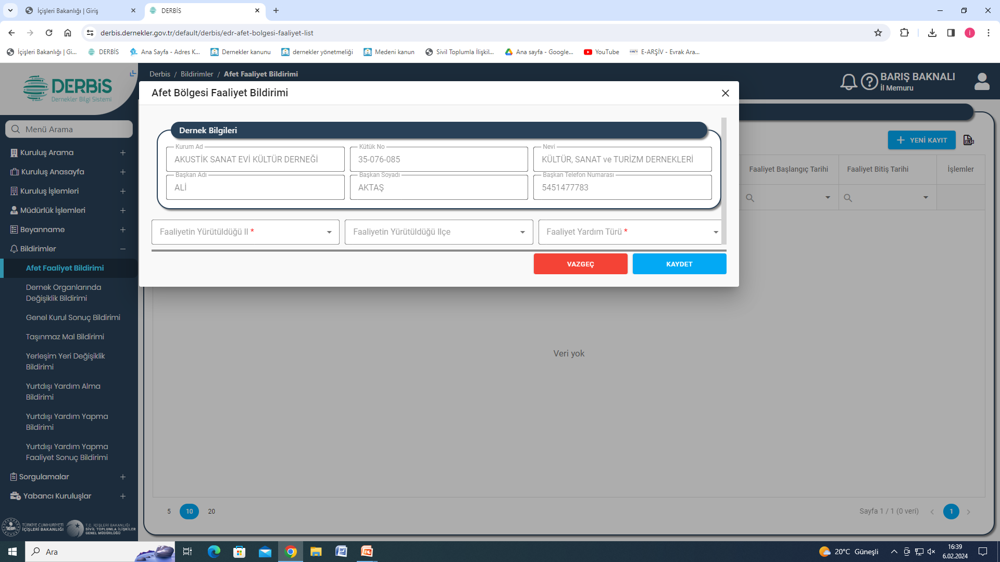 İçişleri Bakanlığı | Giriş
DERBİS
derbis.dernekler.gov.tr/default/derbis/edr-afet-bolgesi-faaliyet-list
İçişleri Bakanlığı | Gi...
DERBİS
Ana Sayfa - Adres K...
Dernekler kanunu
dernekler yönetmeliği
Medeni kanun
Sivil Toplumla İlişkil...
Ana sayfa - Google...
YouTube
E-ARŞİV - Evrak Ara...
DERBİS
Dernekler Bilgi Sistemi
Derbis / Bildirimler / Afet Faaliyet Bildirimi
BARIŞ BAKNALI
İl Memuru
Menü Arama
Kuruluş Arama
Kuruluş Anasayfa
Kuruluş İşlemleri
Müdürlük İşlemleri
Beyanname
Bildirimler
Afet Faaliyet Bildirimi
Dernek Organlarında
Değişiklik Bildirimi
Genel Kurul Sonuç Bildirimi
Taşınmaz Mal Bildirimi
Yerleşim Yeri Değişiklik
Bildirimi
Yurtdışı Yardım Alma
Bildirimi
Yurtdışı Yardım Yapma
Bildirimi
Yurtdışı Yardım Yapma
Faaliyet Sonuç Bildirimi
Sorgulamalar
Yabancı Kuruluşlar
TÜRKİYE CUMHURİYETİ
İÇİŞLERİ BAKANLIĞI
T.C. İÇİŞLERİ BAKANLIĞI
SİVİL TOPLUMLA İLİŞKİLER
GENEL MÜDÜRLÜĞÜ
Afet Bölgesi Faaliyet Bildirimi
Dernek Bilgileri
Kurum Ad
AKUSTİK SANAT EVİ KÜLTÜR DERNEĞİ
Kütük No
35-076-085
Nevi
KÜLTÜR, SANAT ve TURİZM DERNEKLERİ
Başkan Adı
ALİ
Başkan Soyadı
AKTAŞ
Başkan Telefon Numarası
5451477783
Faaliyetin Yürütüldüğü Il *
Faaliyetin Yürütüldüğü Ilçe
Faaliyet Yardım Türü *
VAZGEÇ
KAYDET
YENİ KAYIT
XLSX
Faaliyet Başlangıç Tarihi
Faaliyet Bitiş Tarihi
İşlemler
Veri yok
5
10
20
Sayfa 1 / 1 (0 veri)
1
Ara
20°C Güneşli
16:39
6.02.2024